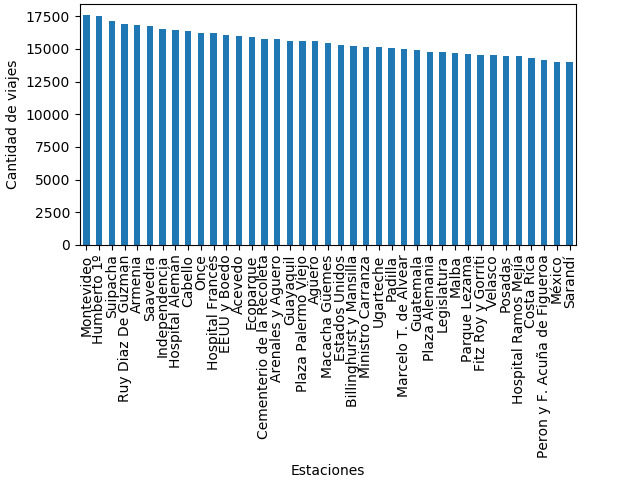 17500
15000
12500
10000
7500
5000
2500
0
Cantidad de viajes
Montevideo
Humberto 1º
Suipacha
Ruy Diaz De Guzman
Armenia
Saavedra
Independencia
Hospital Alemán
Cabello
Once
Hospital Frances
EEUU y Boedo
Acevedo
Ecoparque
Cementerio de la Recoleta
Arenales y Aguero
Guayaquil
Plaza Palermo Viejo
Agüero
Macacha Güemes
Estados Unidos
Billinghurst y Mansilla
Ministro Carranza
Ugarteche
Padilla
Marcelo T. de Alvear
Guatemala
Plaza Alemania
Legislatura
Malba
Parque Lezama
Fitz Roy y Gorriti
Velasco
Posadas
Hospital Ramos Mejia
Costa Rica
Peron y F. Acuña de Figueroa
México
Sarandí
Estaciones